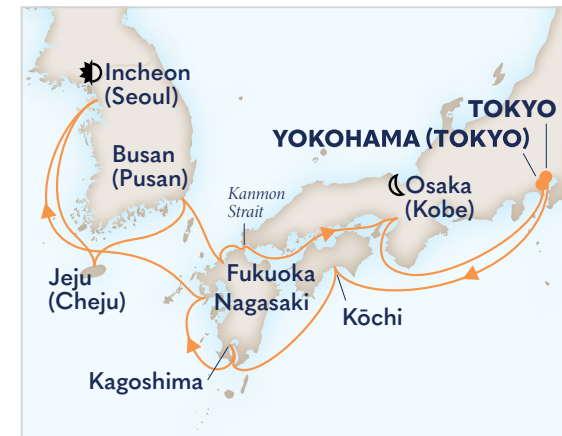 Incheon
(Seoul)
TOKYO
YOKOHAMA (TOKYO)
Busan
(Pusan)
Kanmon
Strait
Osaka
(Kobe)
Jeju
(Cheju)
Fukuoka
Nagasaki
Kōchi
Kagoshima